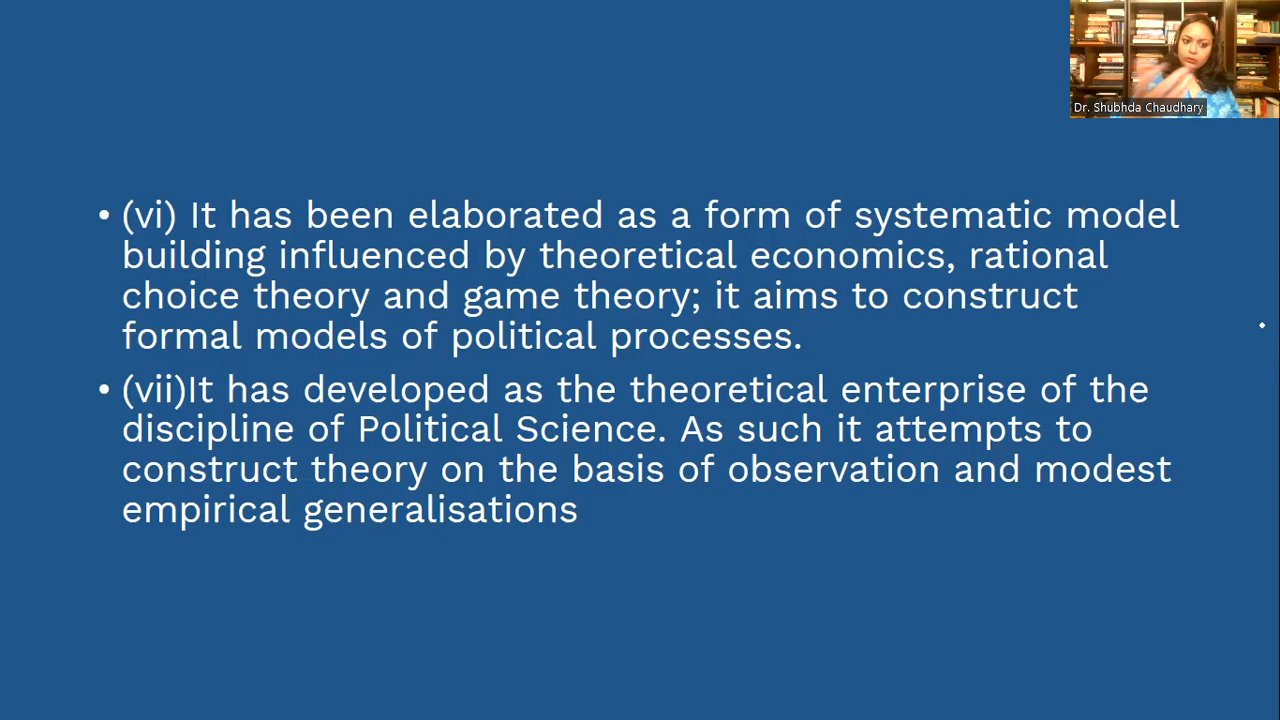 Dr. Shubhda Chaudhary
• (vi) It has been elaborated as a form of systematic model
building influenced by theoretical economics, rational
choice theory and game theory; it aims to construct
formal models of political processes.
• (vii)It has developed as the theoretical enterprise of the
discipline of Political Science. As such it attempts to
construct theory on the basis of observation and modest
empirical generalisations